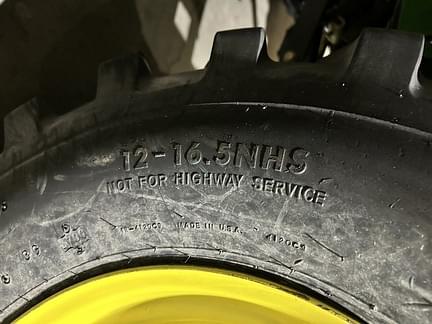 12-16.5NHS
NOT FOR HIGHWAY SERVICE
MADE IN U.S.A.